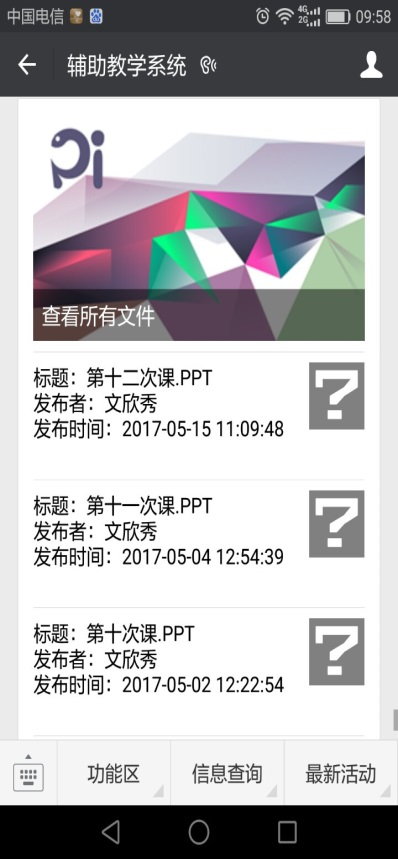 中国电信
4G
2G
09:58
辅助教学系统
pi
查看所有文件
标题：第十二次课.PPT
发布者：文欣秀
发布时间：2017-05-15 11:09:48
?
标题：第十一次课.PPT
发布者：文欣秀
发布时间：2017-05-04 12:54:39
?
标题：第十次课.PPT
发布者：文欣秀
发布时间：2017-05-02 12:22:54
?
功能区
信息查询
最新活动